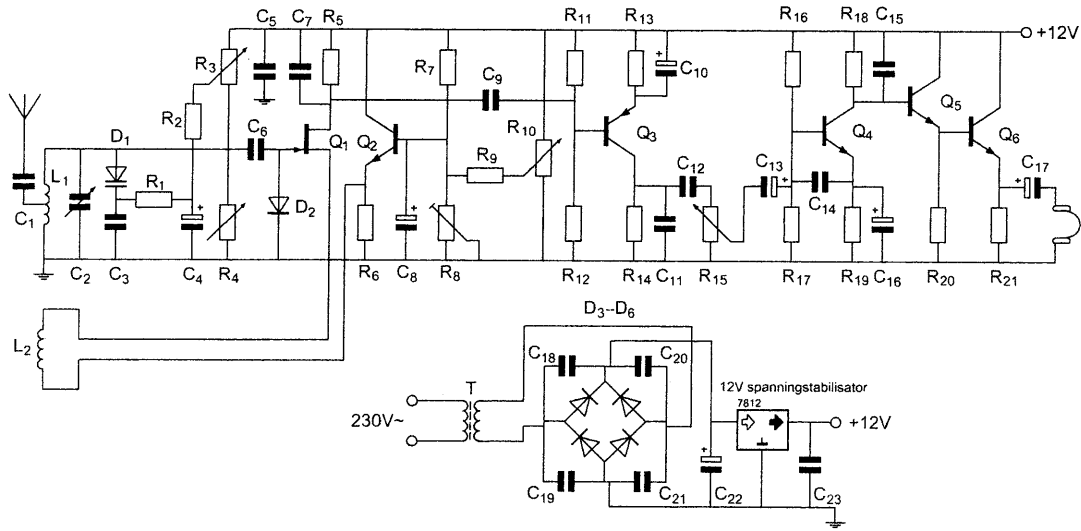 C5 C7 R5 R11 R13 R16 R18 C15
+12V
R3 R7 C9 + C10
R2 D1 C6 Q1 Q2 R10 Q3 Q4 Q5 Q6
L1 R1 R9 C12 C13 + C17 +
C1 D2 + + C14 +
C2 C3 C4 R4 R6 C8 R8 R12 R14 C11 R15 R17 R19 C16 R20 R21
D3--D6
L2 C18 C20
T 12V spanningstabilisator
7812
230V~ +12V
+
C19 C21 C22 C23